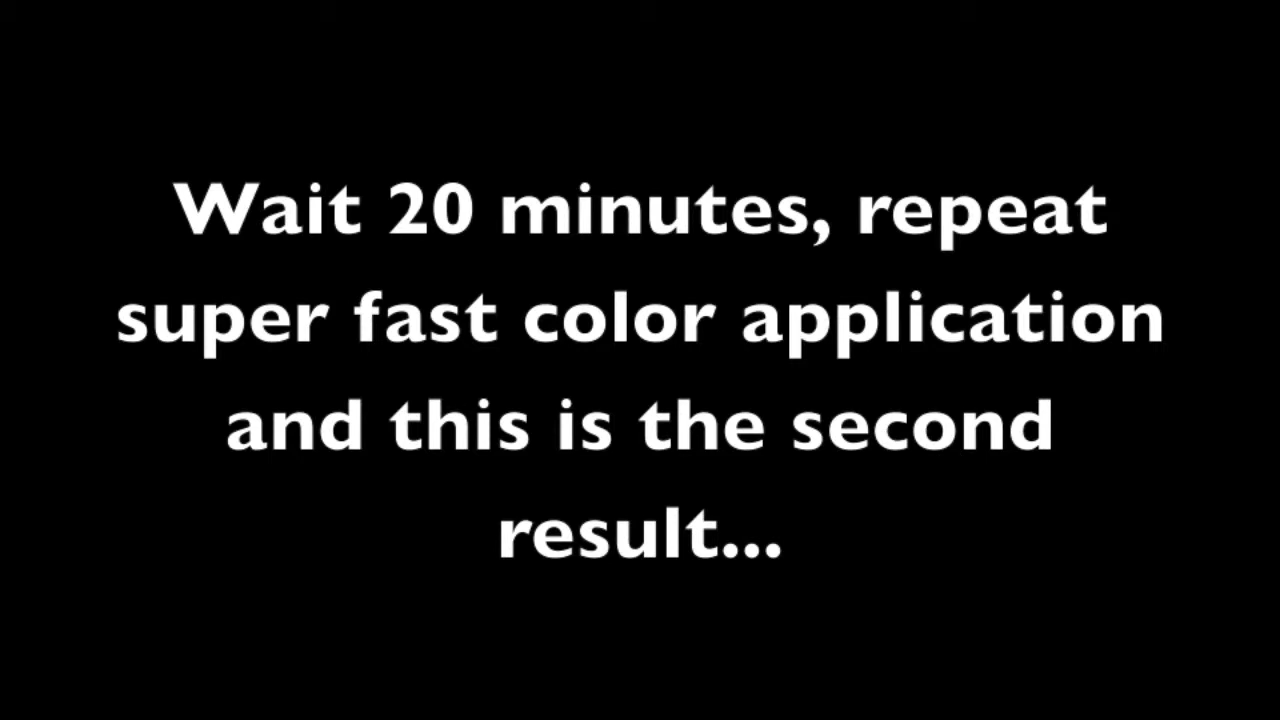 Wait 20 minutes, repeat
super fast color application
and this is the second
result...